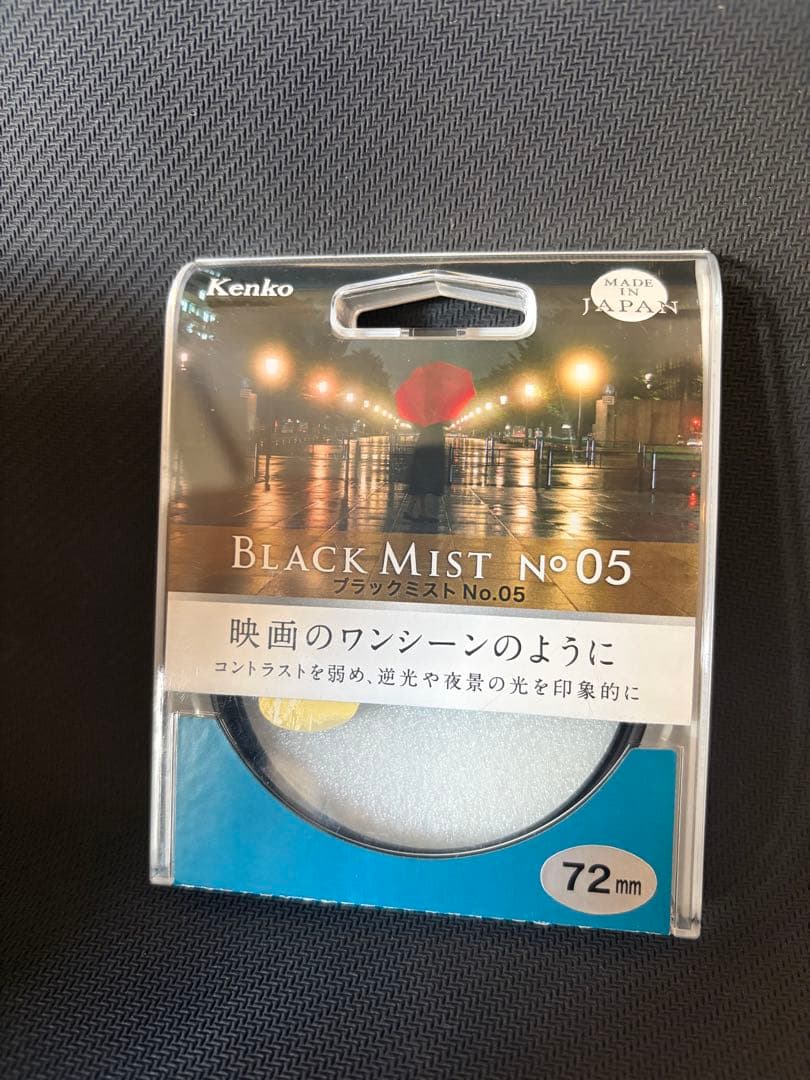 Kenko
MADE
IN
JAPAN
BLACK MIST No 05
ブラックミスト No.05
映画のワンシーンのように
コントラストを弱め、逆光や夜景の光を印象的に
72mm